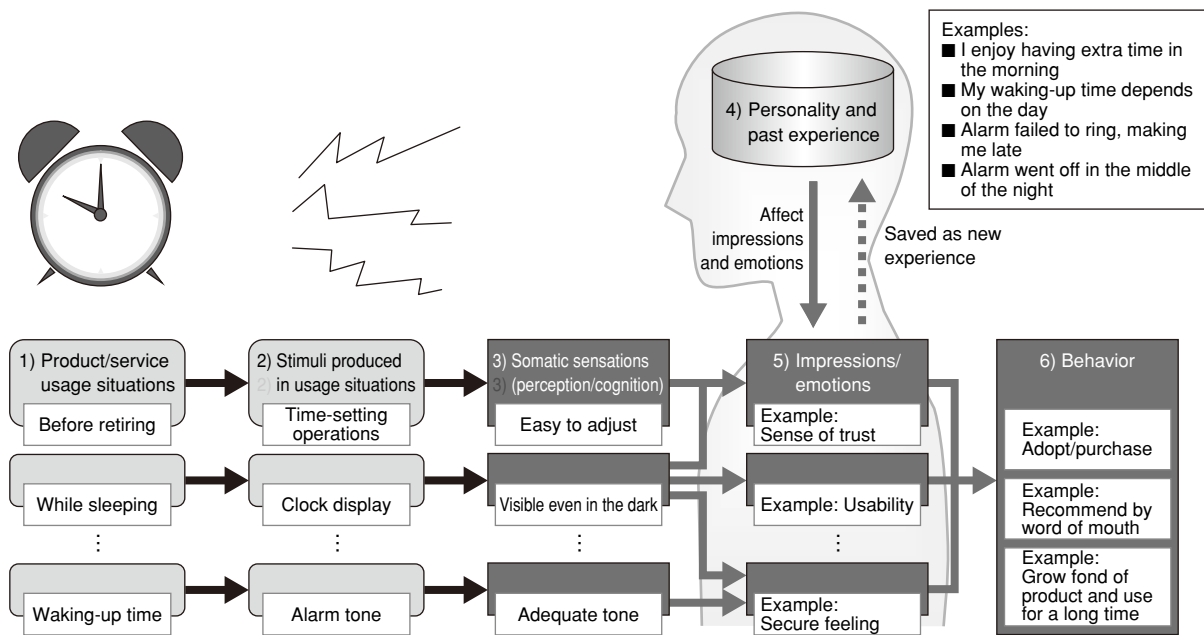 Examples:
■ I enjoy having extra time in
the morning
■ My waking-up time depends
on the day
■ Alarm failed to ring, making
me late
■ Alarm went off in the middle
of the night
4) Personality and
past experience
Affect
impressions
and emotions
Saved as new
experience
1) Product/service
usage situations
Before retiring
2) Stimuli produced
2) in usage situations
Time-setting
operations
3) Somatic sensations
3) (perception/cognition)
Easy to adjust
5) Impressions/
emotions
Example:
Sense of trust
6) Behavior
Example:
Adopt/purchase
Example:
Recommend by
word of mouth
Example:
Grow fond of
product and use
for a long time
While sleeping
Clock display
Visible even in the dark
Example: Usability
⋮
⋮
⋮
⋮
Waking-up time
Alarm tone
Adequate tone
Example:
Secure feeling